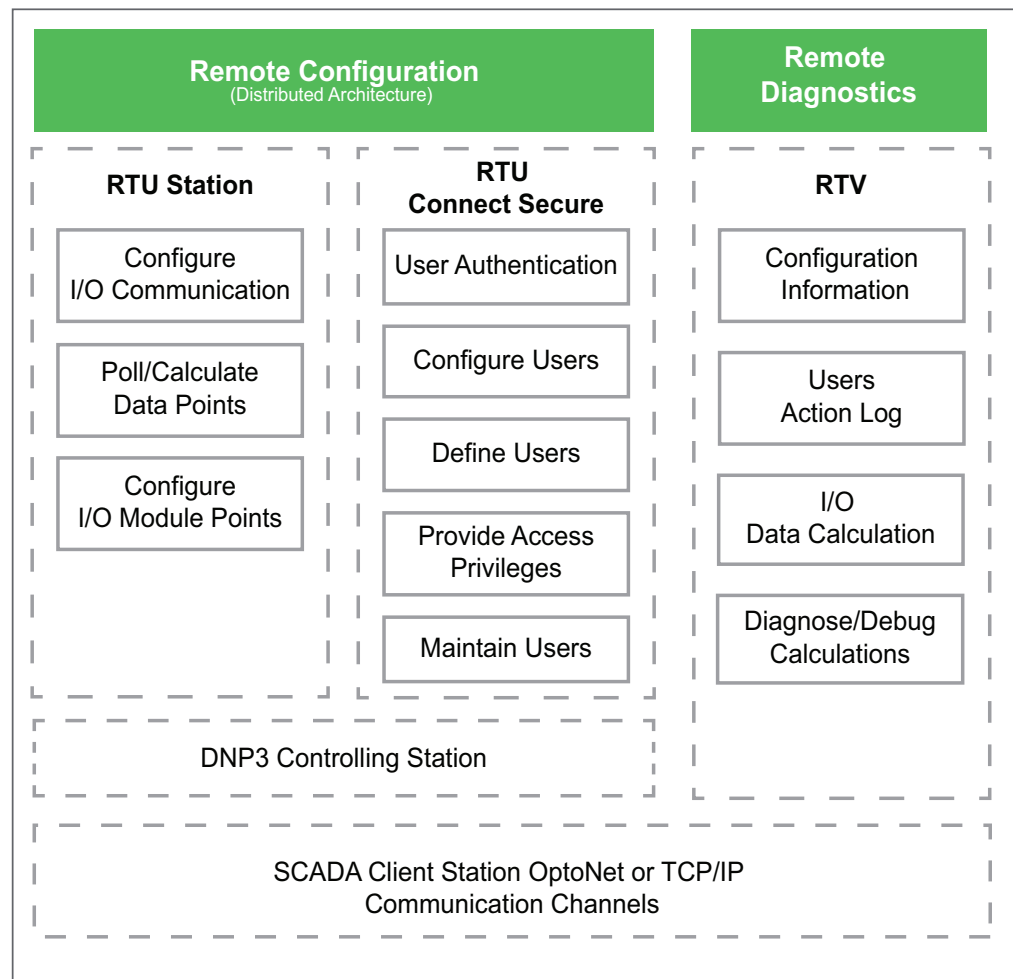 Remote Configuration
(Distributed Architecture)
Remote
Diagnostics
RTU Station
Configure
I/O Communication
Poll/Calculate
Data Points
Configure
I/O Module Points
RTU
Connect Secure
User Authentication
Configure Users
Define Users
Provide Access
Privileges
Maintain Users
RTV
Configuration
Information
Users
Action Log
I/O
Data Calculation
Diagnose/Debug
Calculations
DNP3 Controlling Station
SCADA Client Station OptoNet or TCP/IP
Communication Channels